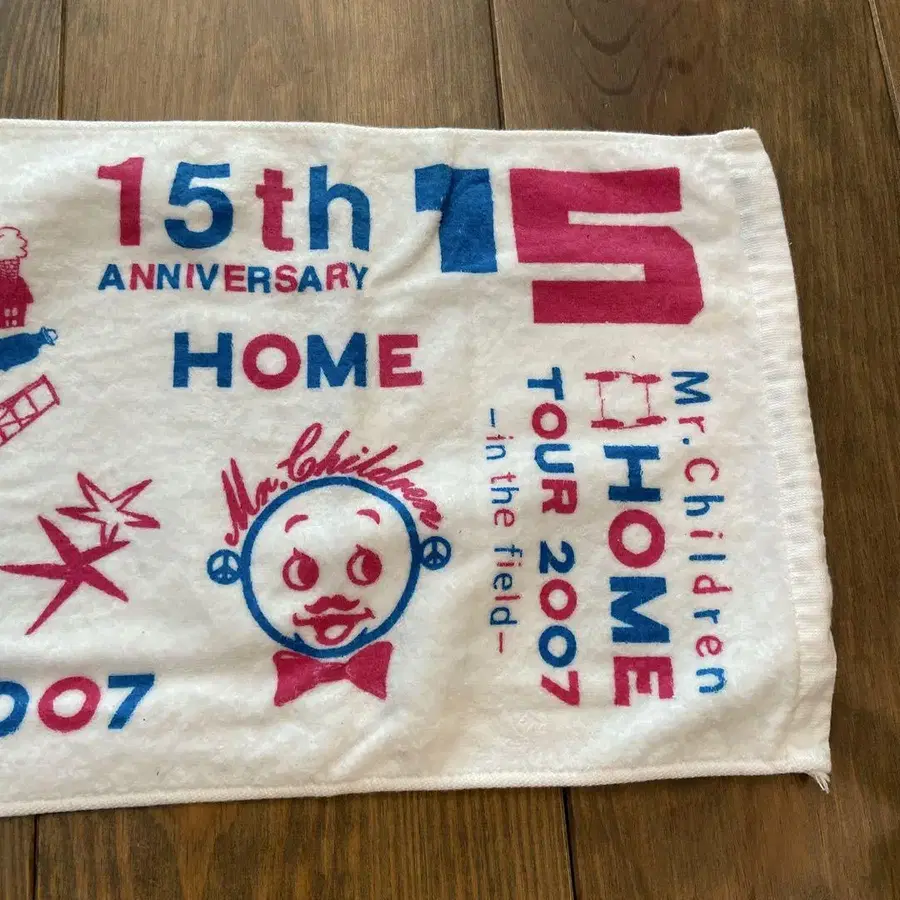 15th
ANNIVERSARY
HOME
15
Mr.Children
HOME
TOUR 2007
-in the field-
Mr.Children
007